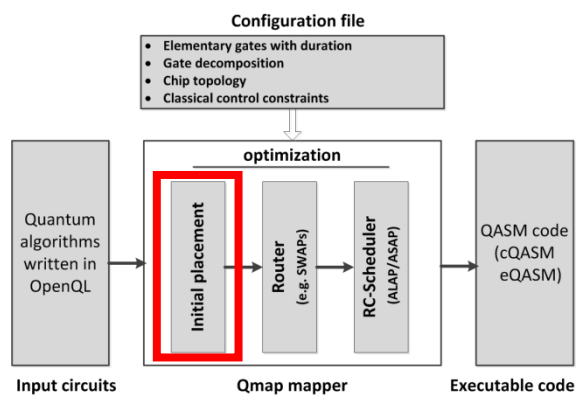 Configuration file
• Elementary gates with duration
• Gate decomposition
• Chip topology
• Classical control constraints
optimization
Quantum
algorithms
written in
OpenQL
Initial placement
Router
(e.g. SWAPs)
RC-Scheduler
(ALAP/ASAP)
QASM code
(cQASM
eQASM)
Input circuits
Qmap mapper
Executable code